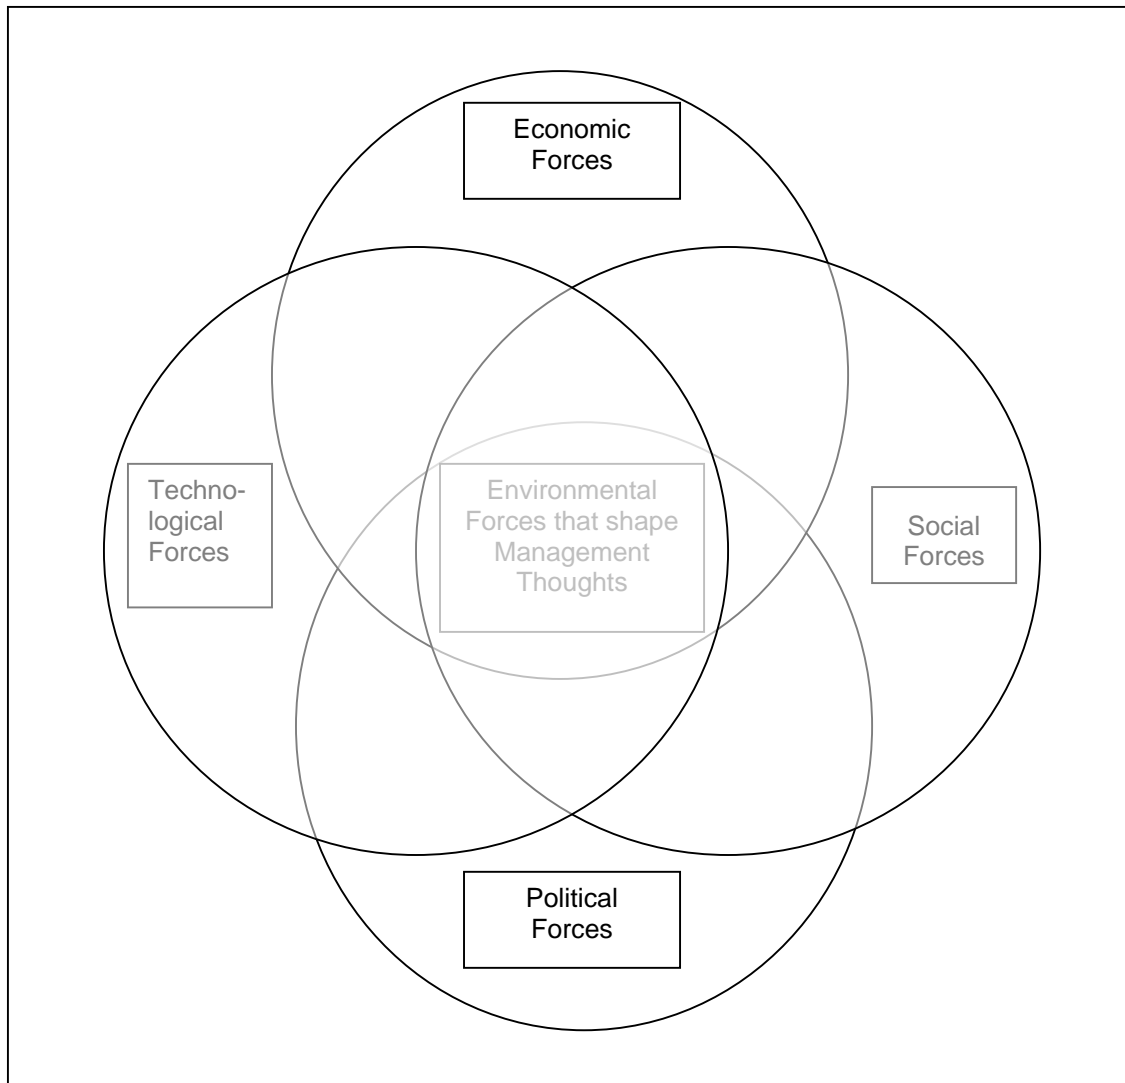 Economic
Forces
Techno-
logical
Forces
Environmental
Forces that shape
Management
Thoughts
Social
Forces
Political
Forces